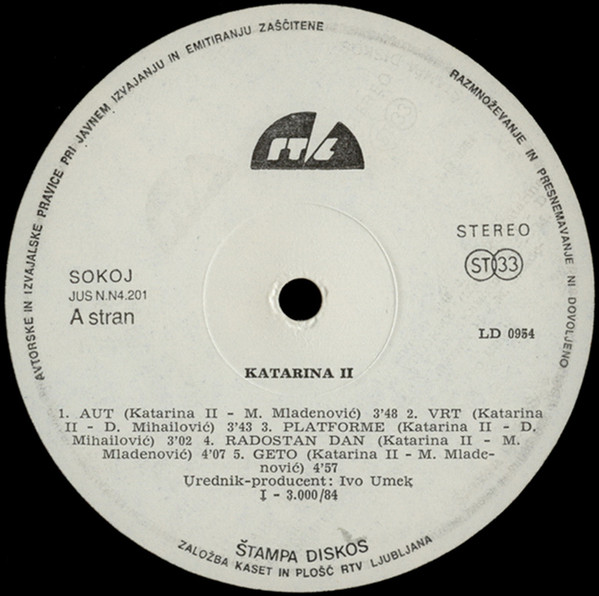 AVTORSKE IN IZVAJALSKE PRAVICE PRI JAVNEM IZVAJANJU IN EMITIRANJU ZAŠČITENE
RAZMNOŽEVANJE IN PRESNEMAVANJE NI DOVOLJENO
RTL
STEREO
SOKOJ
ST 33
JUS N.N4.201
A stran
LD 0954
KATARINA II
1. AUT (Katarina II - M. Mladenović) 3'48 2. VRT (Katarina
II - D. Mihailović) 3'43 3. PLATFORME (Katarina II - D.
Mihailović) 3'02 4. RADOSTAN DAN (Katarina II - M.
Mladenović) 4'07 5. GETO (Katarina II - M. Mlade-
nović) 4'57
Urednik-producent: Ivo Umek
I - 3.000/84
ŠTAMPA DISKOS
ZALOŽBA KASET IN PLOŠČ RTV LJUBLJANA